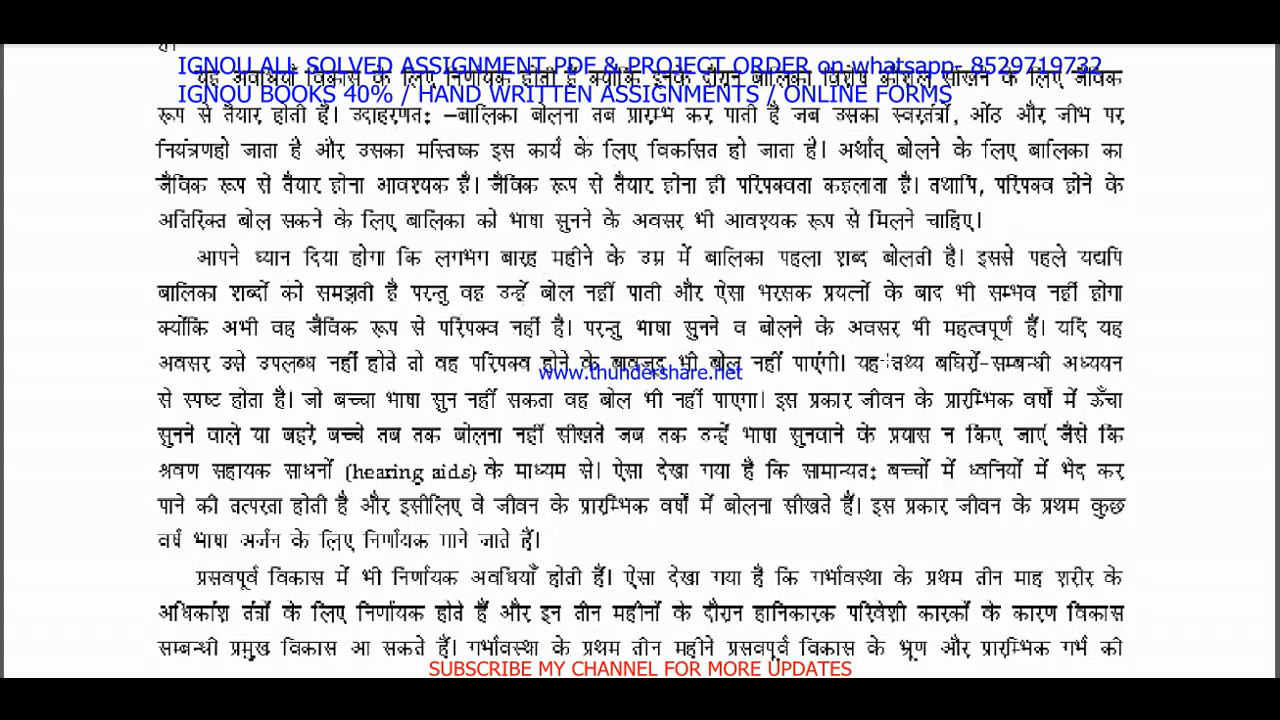 है।
IGNOU ALL SOLVED ASSIGNMENT PDF & PROJECT ORDER on whatsapp- 8529719732
यह अवधियाँ विकास के लिए निर्णायक होती हैं क्योंकि इनके दौरान बालिका विशेष कौशल सीखने के लिए जैविक
IGNOU BOOKS 40% / HAND WRITTEN ASSIGNMENTS / ONLINE FORMS
रूप से तैयार होती हैं। उदाहरणतः –बालिका बोलना तब प्रारम्भ कर पाती है जब उसका स्वरतंत्रों, ओंठ और जीभ पर
नियंत्रणहो जाता है और उसका मस्तिष्क इस कार्य के लिए विकसित हो जाता है। अर्थात् बोलने के लिए बालिका का
जैविक रूप से तैयार होना आवश्यक है। जैविक रूप से तैयार होना ही परिपक्वता कहलाता है। तथापि, परिपक्व होने के
अतिरिक्त बोल सकने के लिए बालिका को भाषा सुनने के अवसर भी आवश्यक रूप से मिलने चाहिए।
आपने ध्यान दिया होगा कि लगभग बारह महीने के उम्र में बालिका पहला शब्द बोलती है। इससे पहले यद्यपि
बालिका शब्दों को समझती है परन्तु वह उन्हें बोल नहीं पाती और ऐसा भरसक प्रयत्नों के बाद भी सम्भव नहीं होगा
क्योंकि अभी वह जैविक रूप से परिपक्व नहीं है। परन्तु भाषा सुनने व बोलने के अवसर भी महत्वपूर्ण हैं। यदि यह
अवसर उसे उपलब्ध नहीं होते तो वह परिपक्व होने के बावजूद भी बोल नहीं पाएंगी। यह तथ्य बधिरों-सम्बन्धी अध्ययन
www.thundershare.net
से स्पष्ट होता है। जो बच्चा भाषा सुन नहीं सकता वह बोल भी नहीं पाएगा। इस प्रकार जीवन के प्रारम्भिक वर्षों में ऊँचा
सुनने वाले या बहरे बच्चे तब तक बोलना नहीं सीखते जब तक उन्हें भाषा सुनवाने के प्रयास न किए जाएं जैसे कि
श्रवण सहायक साधनों (hearing aids) के माध्यम से। ऐसा देखा गया है कि सामान्यतः बच्चों में ध्वनियों में भेद कर
पाने की तत्परता होती है और इसीलिए वे जीवन के प्रारम्भिक वर्षों में बोलना सीखते हैं। इस प्रकार जीवन के प्रथम कुछ
वर्ष भाषा अर्जन के लिए निर्णायक माने जाते हैं।
प्रसवपूर्व विकास में भी निर्णायक अवधियाँ होती हैं। ऐसा देखा गया है कि गर्भावस्था के प्रथम तीन माह शरीर के
अधिकांश तंत्रों के लिए निर्णायक होते हैं और इन तीन महीनों के दौरान हानिकारक परिवेशी कारकों के कारण विकास
सम्बन्धी प्रमुख विकास आ सकते हैं। गर्भावस्था के प्रथम तीन महीने प्रसवपूर्व विकास के भ्रूण और प्रारम्भिक गर्भ की
SUBSCRIBE MY CHANNEL FOR MORE UPDATES